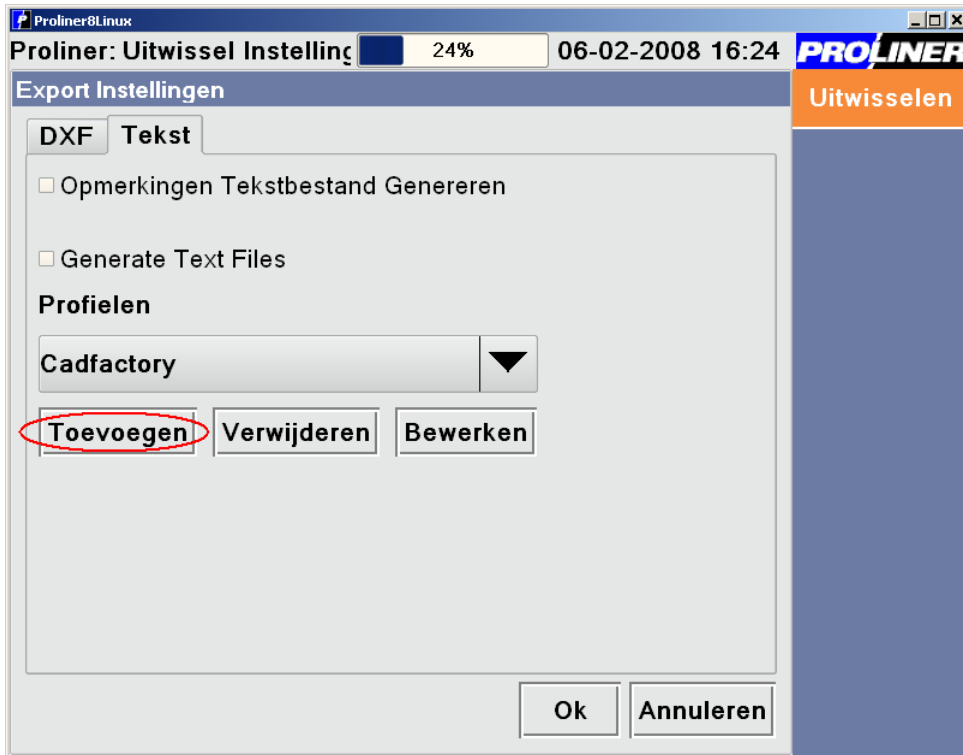 Proliner8Linux
Proliner: Uitwissel Instelling 24% 06-02-2008 16:24 PROLINER
Export Instellingen
Uitwisselen
DXF Tekst
Opmerkingen Tekstbestand Genereren
Generate Text Files
Profielen
Cadfactory
Toevoegen Verwijderen Bewerken
Ok Annuleren